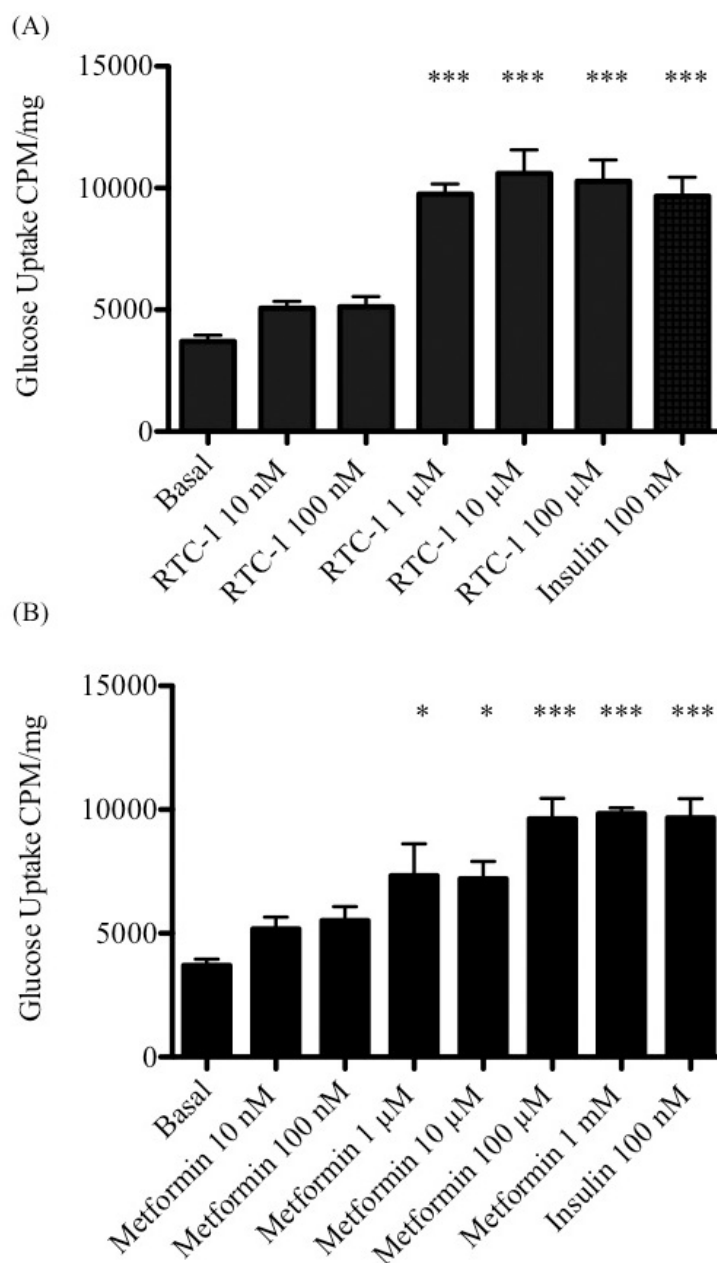 (A)
15000
10000
5000
0
Glucose Uptake CPM/mg
*** *** *** ***
Basal
RTC-1 10 nM
RTC-1 100 nM
RTC-1 1 μM
RTC-1 10 μM
RTC-1 100 μM
Insulin 100 nM
(B)
15000
10000
5000
0
Glucose Uptake CPM/mg
* * *** *** ***
Basal
Metformin 10 nM
Metformin 100 nM
Metformin 1 μM
Metformin 10 μM
Metformin 100 μM
Metformin 1 mM
Insulin 100 nM